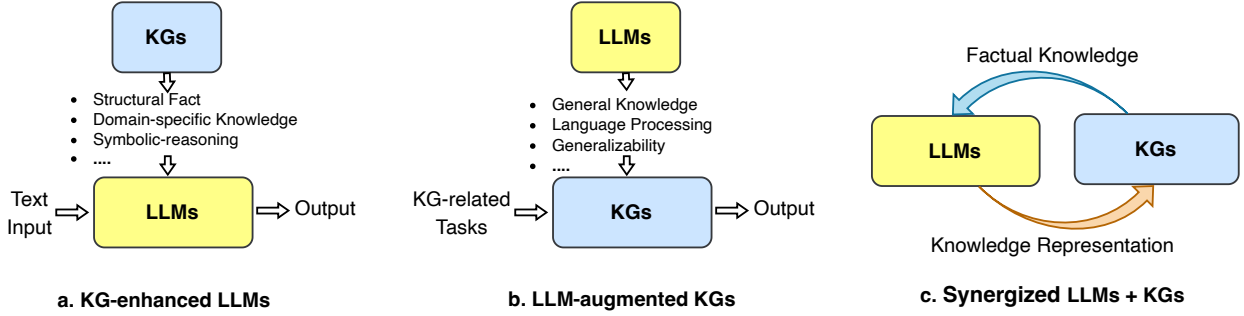 KGs
• Structural Fact
• Domain-specific Knowledge
• Symbolic-reasoning
• ....
Text
Input
LLMs
Output
a. KG-enhanced LLMs
LLMs
• General Knowledge
• Language Processing
• Generalizability
• ....
KG-related
Tasks
KGs
Output
b. LLM-augmented KGs
Factual Knowledge
LLMs
KGs
Knowledge Representation
c. Synergized LLMs + KGs